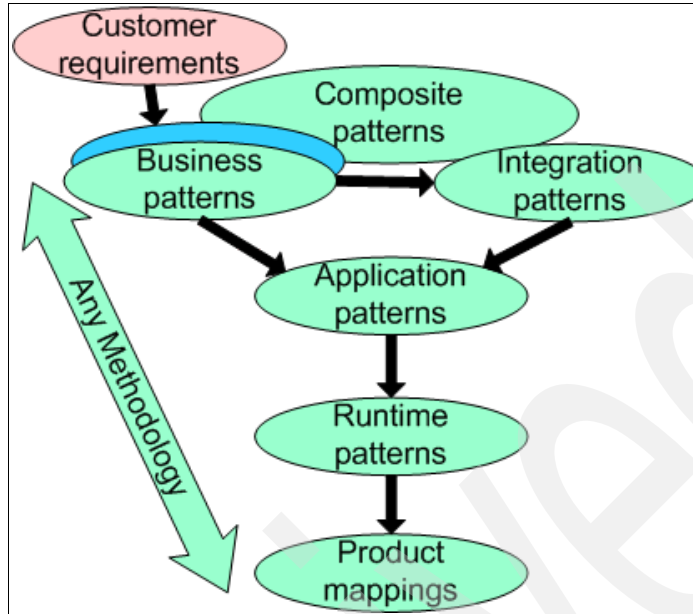 Customer
requirements
Composite
patterns
Business
patterns
Integration
patterns
Application
patterns
Any Methodology
Runtime
patterns
Product
mappings